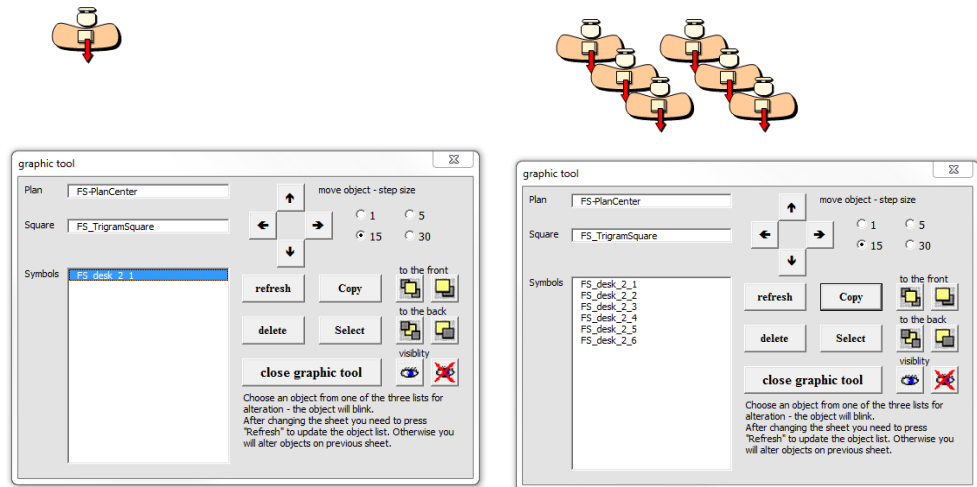 graphic tool
Plan
FS-PlanCenter
move object - step size
1
5
Square
FS_TrigramSquare
15
30
Symbols
FS_desk_2_1
to the front
refresh
Copy
to the back
delete
Select
visiblity
close graphic tool
Choose an object from one of the three lists for
alteration - the object will blink.
After changing the sheet you need to press
"Refresh" to update the object list. Otherwise you
will alter objects on previous sheet.
graphic tool
Plan
FS-PlanCenter
move object - step size
1
5
Square
FS_TrigramSquare
15
30
Symbols
FS_desk_2_1
FS_desk_2_2
FS_desk_2_3
FS_desk_2_4
FS_desk_2_5
FS_desk_2_6
to the front
refresh
Copy
to the back
delete
Select
visiblity
close graphic tool
Choose an object from one of the three lists for
alteration - the object will blink.
After changing the sheet you need to press
"Refresh" to update the object list. Otherwise you
will alter objects on previous sheet.